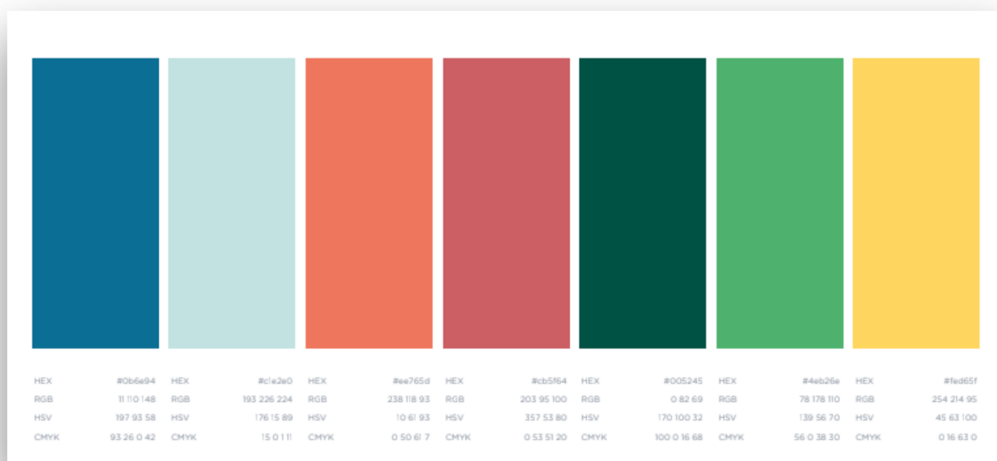 HEX #0b6e94 HEX #c1e2e0 HEX #ee765d HEX #cb5f64 HEX #005245 HEX #4eb26e HEX #fed65f
RGB 11 110 148 RGB 193 226 224 RGB 238 118 93 RGB 203 95 100 RGB 0 82 69 RGB 78 178 110 RGB 254 214 95
HSV 197 93 58 HSV 176 15 89 HSV 10 61 93 HSV 357 53 80 HSV 170 100 32 HSV 139 56 70 HSV 45 63 100
CMYK 93 26 0 42 CMYK 15 0 1 11 CMYK 0 50 61 7 CMYK 0 53 51 20 CMYK 100 0 16 68 CMYK 56 0 38 30 CMYK 0 16 63 0